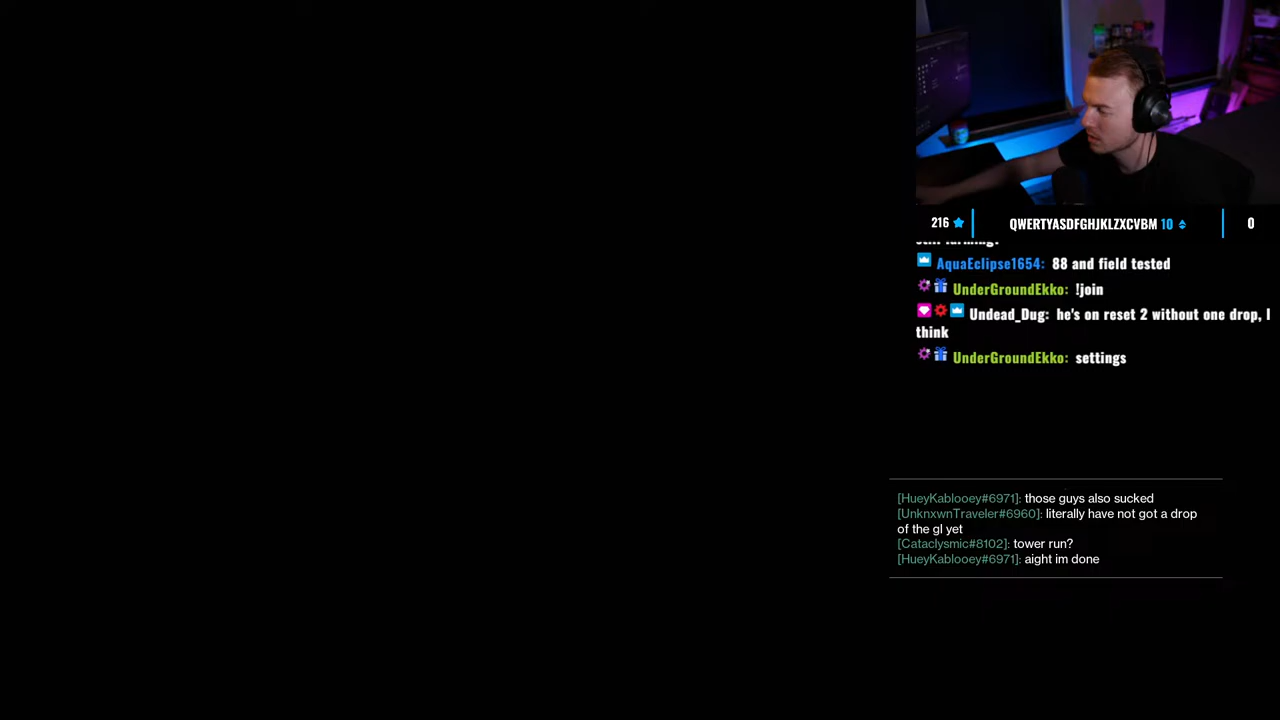 216
QWERTYASDFGHJKLZXCVBM 10
0
AquaEclipse1654: 88 and field tested
UnderGroundEkko: !join
Undead_Dug: he's on reset 2 without one drop, I
think
UnderGroundEkko: settings
[HueyKablooey#6971]: those guys also sucked
[UnknxwnTraveler#6960]: literally have not got a drop
of the gl yet
[Cataclysmic#8102]: tower run?
[HueyKablooey#6971]: aight im done